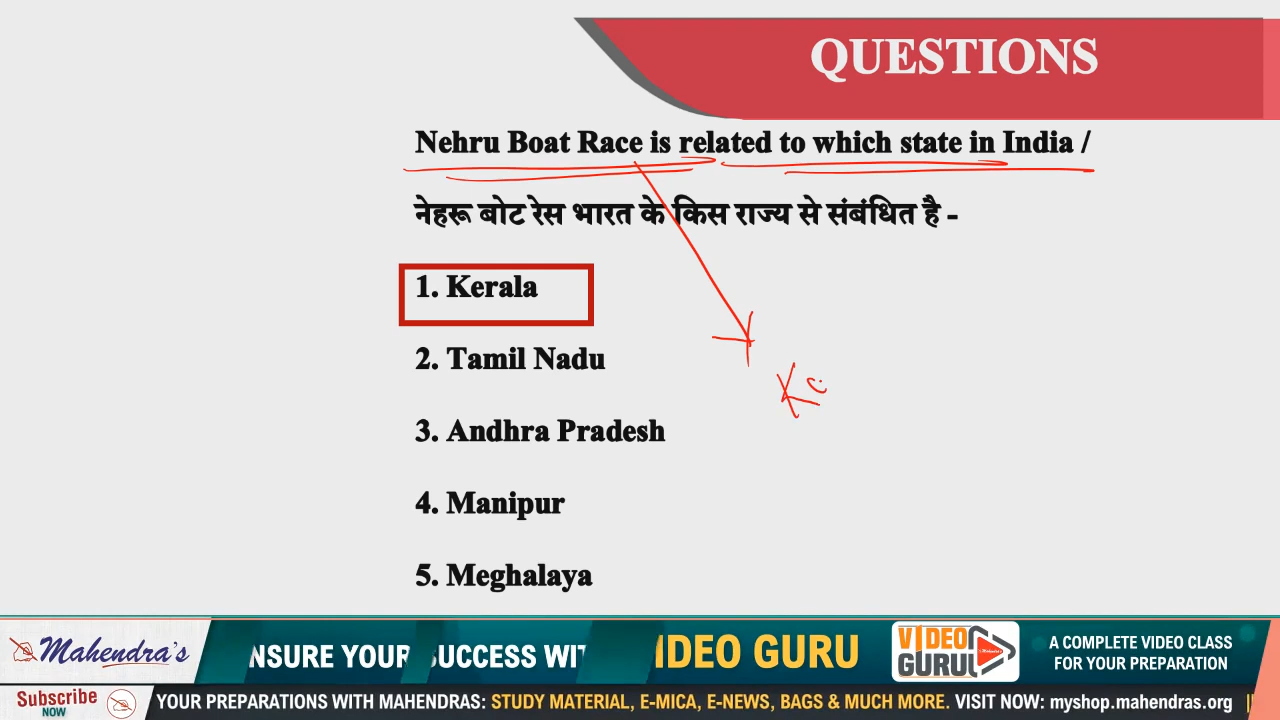 QUESTIONS
Nehru Boat Race is related to which state in India /
नेहरू बोट रेस भारत के किस राज्य से संबंधित है -
1. Kerala
2. Tamil Nadu
3. Andhra Pradesh
4. Manipur
5. Meghalaya
Mahendra's
NSURE YOUR SUCCESS WIT
IDEO GURU
VIDEO
GURU
A COMPLETE VIDEO CLASS
FOR YOUR PREPARATION
Subscribe
NOW
YOUR PREPARATIONS WITH MAHENDRAS: STUDY MATERIAL, E-MICA, E-NEWS, BAGS & MUCH MORE. VISIT NOW: myshop.mahendras.org